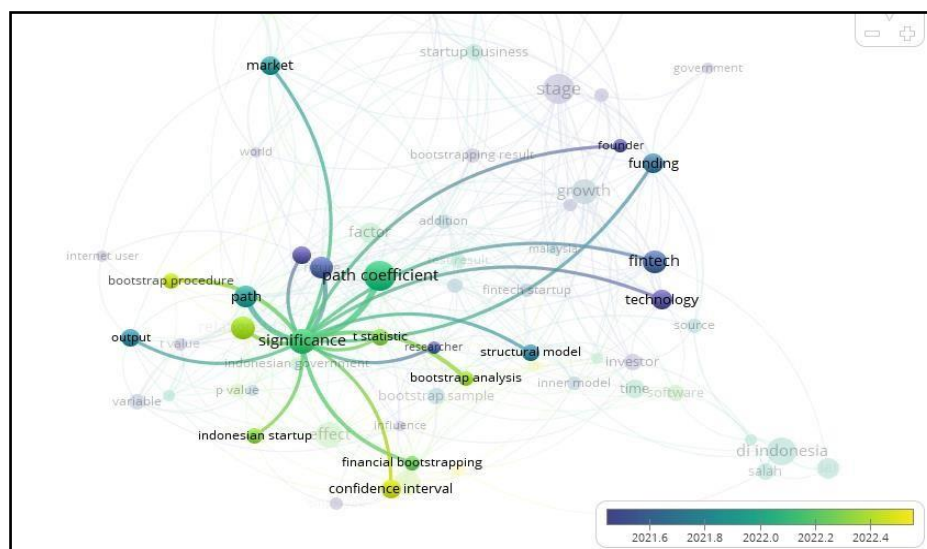 startup business
market
government
stage
founder
world
bootstrapping result
funding
growth
addition
factor
malaysia
internet user
fintech
path coefficient
bootstrap procedure
fintech startup
path
technology
source
output
significance
t statistic
t value
researcher
structural model
indonesian government
investor
bootstrap analysis
inner model
p value
time
software
variable
bootstrap sample
influence
indonesian startup
effect
di indonesia
financial bootstrapping
salah
confidence interval
2021.6 2021.8 2022.0 2022.2 2022.4